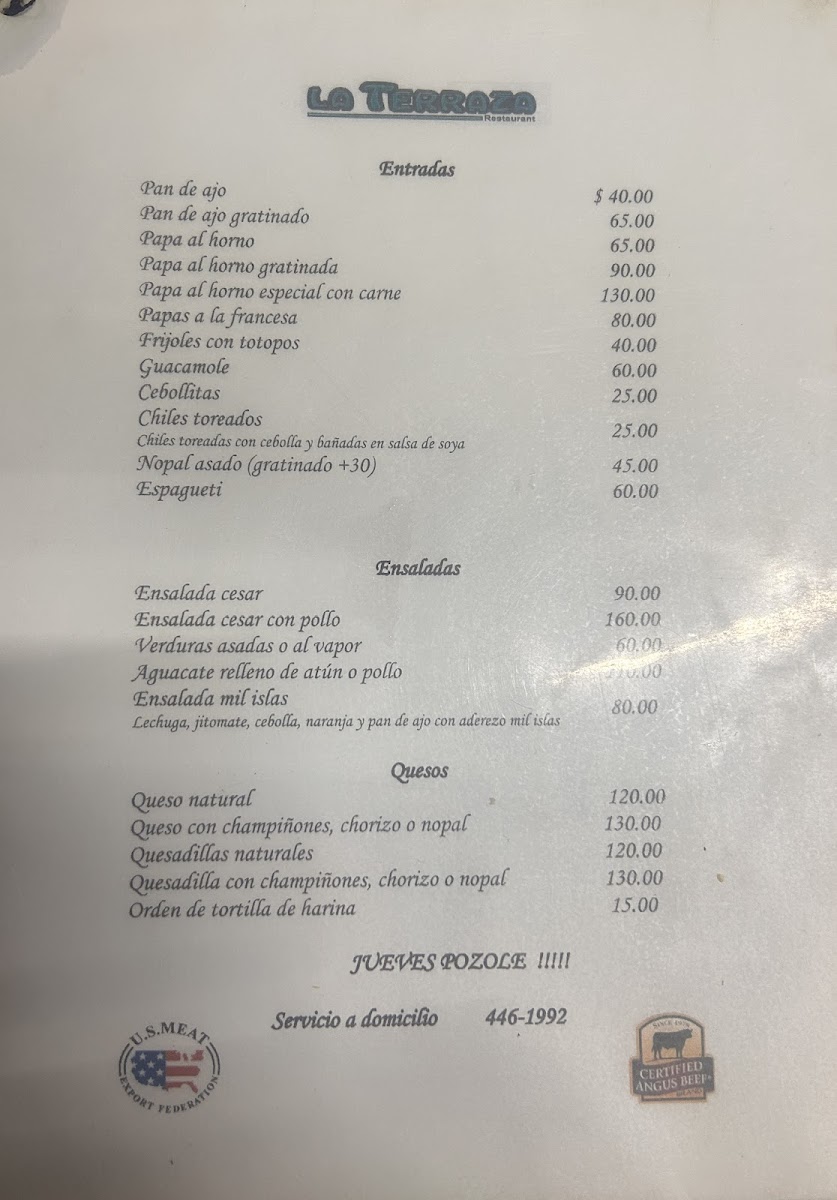 LA TERRAZA
Restaurant
Entradas
Pan de ajo $ 40.00
Pan de ajo gratinado 65.00
Papa al horno 65.00
Papa al horno gratinada 90.00
Papa al horno especial con carne 130.00
Papas a la francesa 80.00
Frijoles con totopos 40.00
Guacamole 60.00
Cebollitas 25.00
Chiles toreados 25.00
Chiles toreadas con cebolla y bañadas en salsa de soya
Nopal asado (gratinado +30) 45.00
Espagueti 60.00
Ensaladas
Ensalada cesar 90.00
Ensalada cesar con pollo 160.00
Verduras asadas o al vapor 60.00
Aguacate relleno de atún o pollo
Ensalada mil islas 80.00
Lechuga, jitomate, cebolla, naranja y pan de ajo con aderezo mil islas
Quesos
Queso natural 120.00
Queso con champiñones, chorizo o nopal 130.00
Quesadillas naturales 120.00
Quesadilla con champiñones, chorizo o nopal 130.00
Orden de tortilla de harina 15.00
JUEVES POZOLE !!!!!
Servicio a domicilio 446-1992
U.S. MEAT
EXPORT FEDERATION
SINCE 1978
CERTIFIED
ANGUS BEEF
BRAND